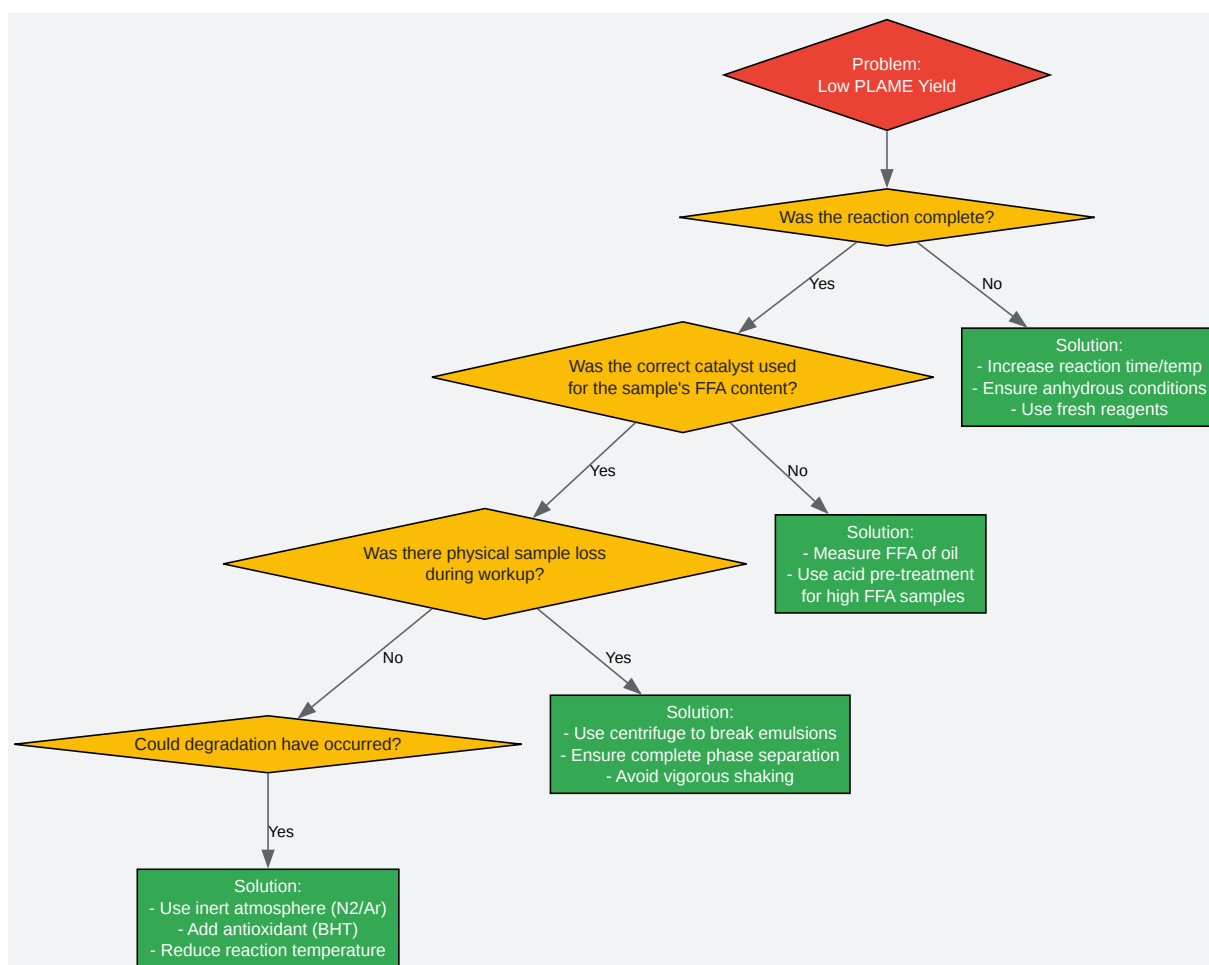 Problem:
Low PLAME Yield
Was the reaction complete?
Yes
No
Was the correct catalyst used
for the sample's FFA content?
Solution:
- Increase reaction time/temp
- Ensure anhydrous conditions
- Use fresh reagents
Yes
No
Was there physical sample loss
during workup?
Solution:
- Measure FFA of oil
- Use acid pre-treatment
for high FFA samples
No
Yes
Could degradation have occurred?
Solution:
- Use centrifuge to break emulsions
- Ensure complete phase separation
- Avoid vigorous shaking
Yes
Solution:
- Use inert atmosphere (N2/Ar)
- Add antioxidant (BHT)
- Reduce reaction temperature